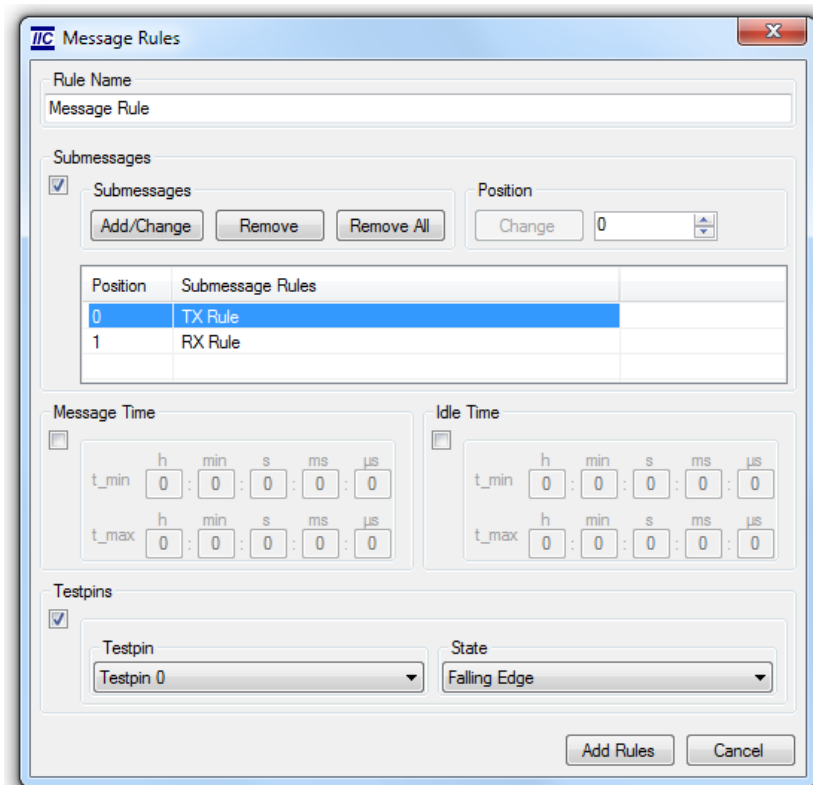 IIC Message Rules
Rule Name
Message Rule
Submessages
Submessages
Add/Change Remove Remove All
Position
Change 0
Position Submessage Rules
0 TX Rule
1 RX Rule
Message Time
h min s ms µs
t_min 0 : 0 : 0 : 0 : 0
h min s ms µs
t_max 0 : 0 : 0 : 0 : 0
Idle Time
h min s ms µs
t_min 0 : 0 : 0 : 0 : 0
h min s ms µs
t_max 0 : 0 : 0 : 0 : 0
Testpins
Testpin
Testpin 0
State
Falling Edge
Add Rules Cancel